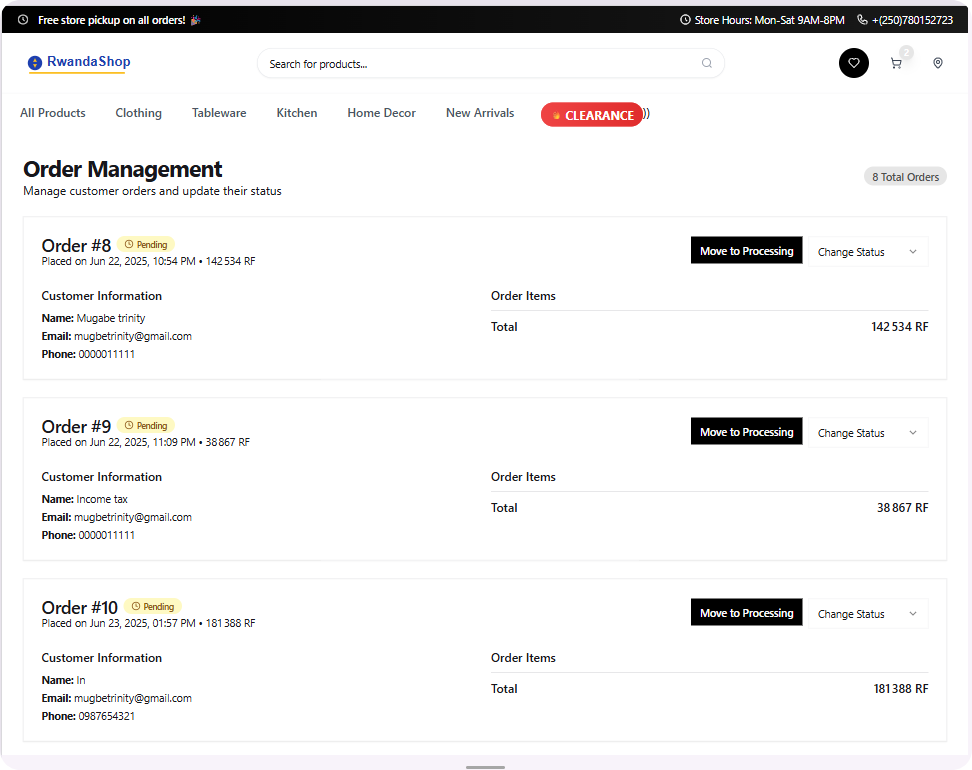 Free store pickup on all orders! 🎉
Store Hours: Mon-Sat 9AM-8PM +(250)780152723
RwandaShop
Search for products...
2
All Products Clothing Tableware Kitchen Home Decor New Arrivals 🔥 CLEARANCE ))
Order Management
Manage customer orders and update their status
8 Total Orders
Order #8 Pending
Placed on Jun 22, 2025, 10:54 PM • 142 534 RF
Move to Processing Change Status
Customer Information
Name: Mugabe trinity
Email: mugbetrinity@gmail.com
Phone: 0000011111
Order Items
Total 142 534 RF
Order #9 Pending
Placed on Jun 22, 2025, 11:09 PM • 38 867 RF
Move to Processing Change Status
Customer Information
Name: Income tax
Email: mugbetrinity@gmail.com
Phone: 0000011111
Order Items
Total 38 867 RF
Order #10 Pending
Placed on Jun 23, 2025, 01:57 PM • 181 388 RF
Move to Processing Change Status
Customer Information
Name: In
Email: mugbetrinity@gmail.com
Phone: 0987654321
Order Items
Total 181 388 RF